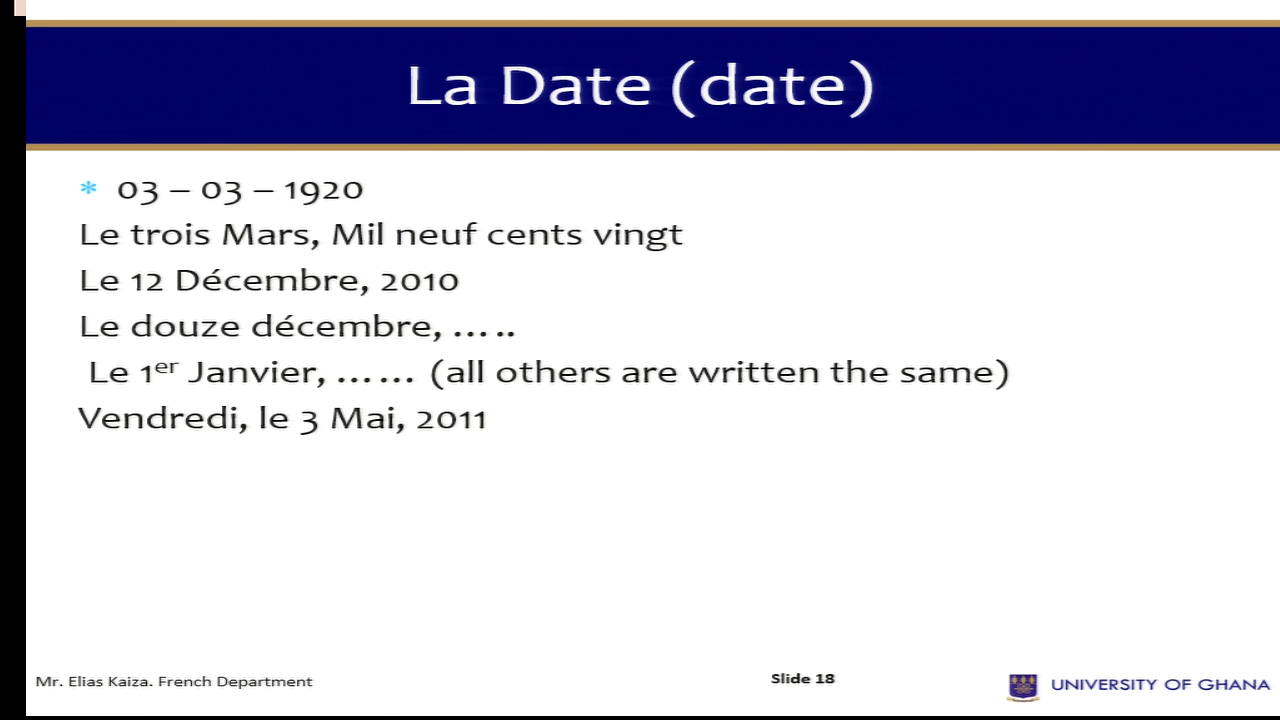 La Date (date)
* 03 – 03 – 1920
Le trois Mars, Mil neuf cents vingt
Le 12 Décembre, 2010
Le douze décembre, ... ..
Le 1er Janvier, ... ... (all others are written the same)
Vendredi, le 3 Mai, 2011
Mr. Elias Kaiza. French Department
Slide 18
UNIVERSITY OF GHANA